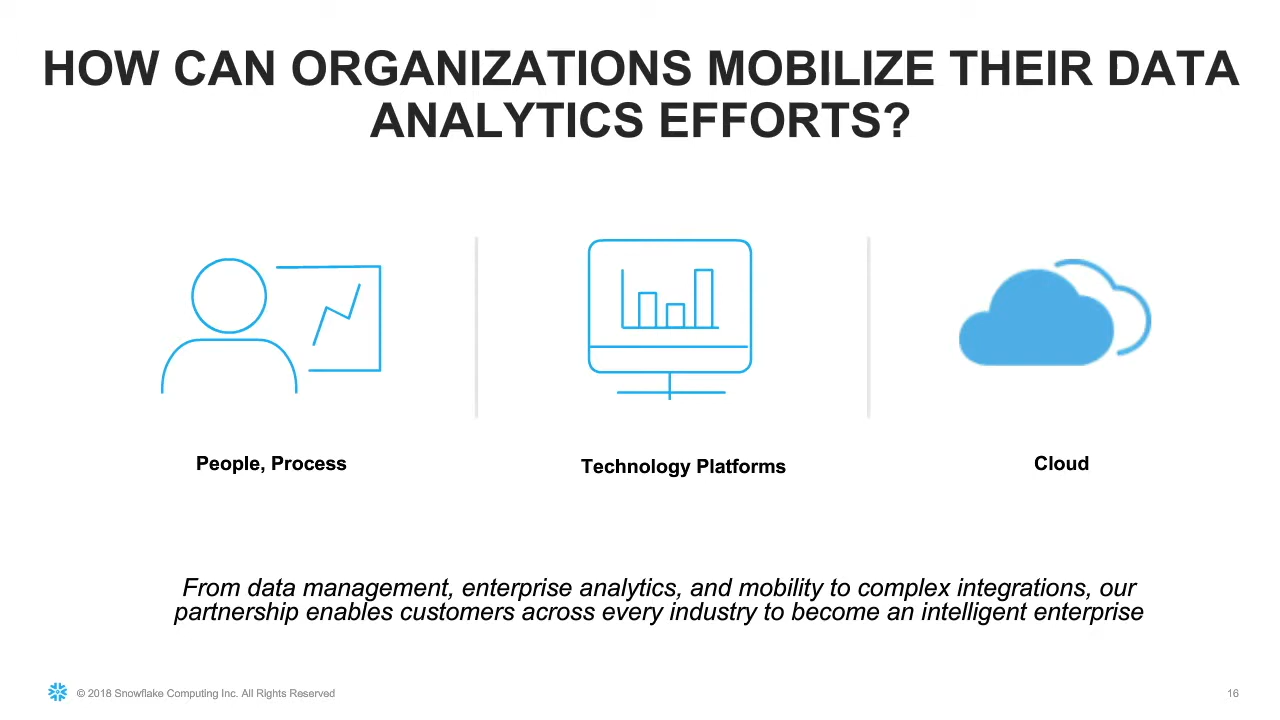 HOW CAN ORGANIZATIONS MOBILIZE THEIR DATA
ANALYTICS EFFORTS?
People, Process
Technology Platforms
Cloud
From data management, enterprise analytics, and mobility to complex integrations, our
partnership enables customers across every industry to become an intelligent enterprise
© 2018 Snowflake Computing Inc. All Rights Reserved
16